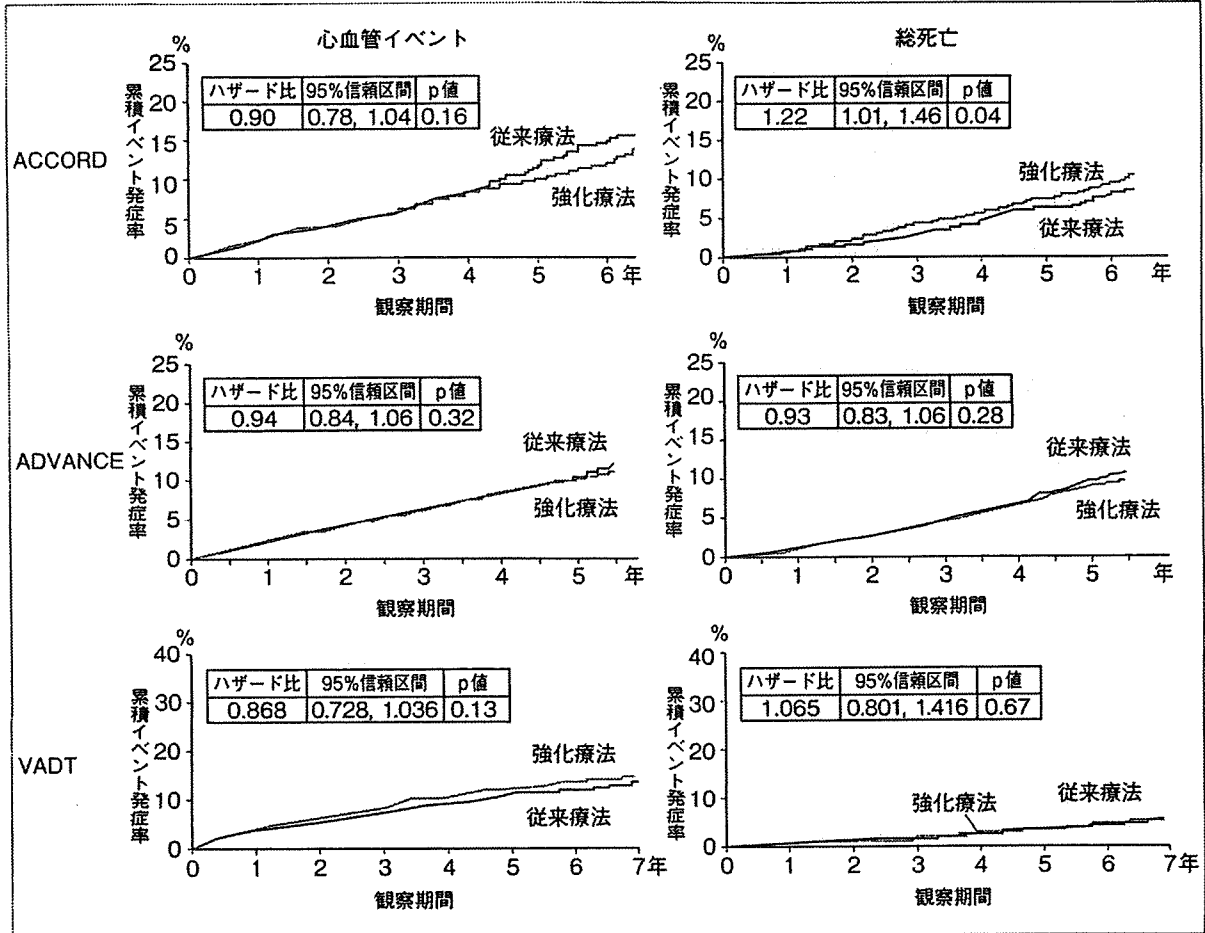 心血管イベント
総死亡
ACCORD
%
25
20
15
10
5
0
累積イベント発症率
ハザード比 95%信頼区間 p値
0.90 0.78, 1.04 0.16
従来療法
強化療法
0 1 2 3 4 5 6 年
観察期間
%
25
20
15
10
5
0
累積イベント発症率
ハザード比 95%信頼区間 p値
1.22 1.01, 1.46 0.04
強化療法
従来療法
0 1 2 3 4 5 6 年
観察期間
ADVANCE
%
25
20
15
10
5
0
累積イベント発症率
ハザード比 95%信頼区間 p値
0.94 0.84, 1.06 0.32
従来療法
強化療法
0 1 2 3 4 5 年
観察期間
%
25
20
15
10
5
0
累積イベント発症率
ハザード比 95%信頼区間 p値
0.93 0.83, 1.06 0.28
従来療法
強化療法
0 1 2 3 4 5 年
観察期間
VADT
%
40
30
20
10
0
累積イベント発症率
ハザード比 95%信頼区間 p値
0.868 0.728, 1.036 0.13
強化療法
従来療法
0 1 2 3 4 5 6 7年
観察期間
%
40
30
20
10
0
累積イベント発症率
ハザード比 95%信頼区間 p値
1.065 0.801, 1.416 0.67
強化療法
従来療法
0 1 2 3 4 5 6 7年
観察期間